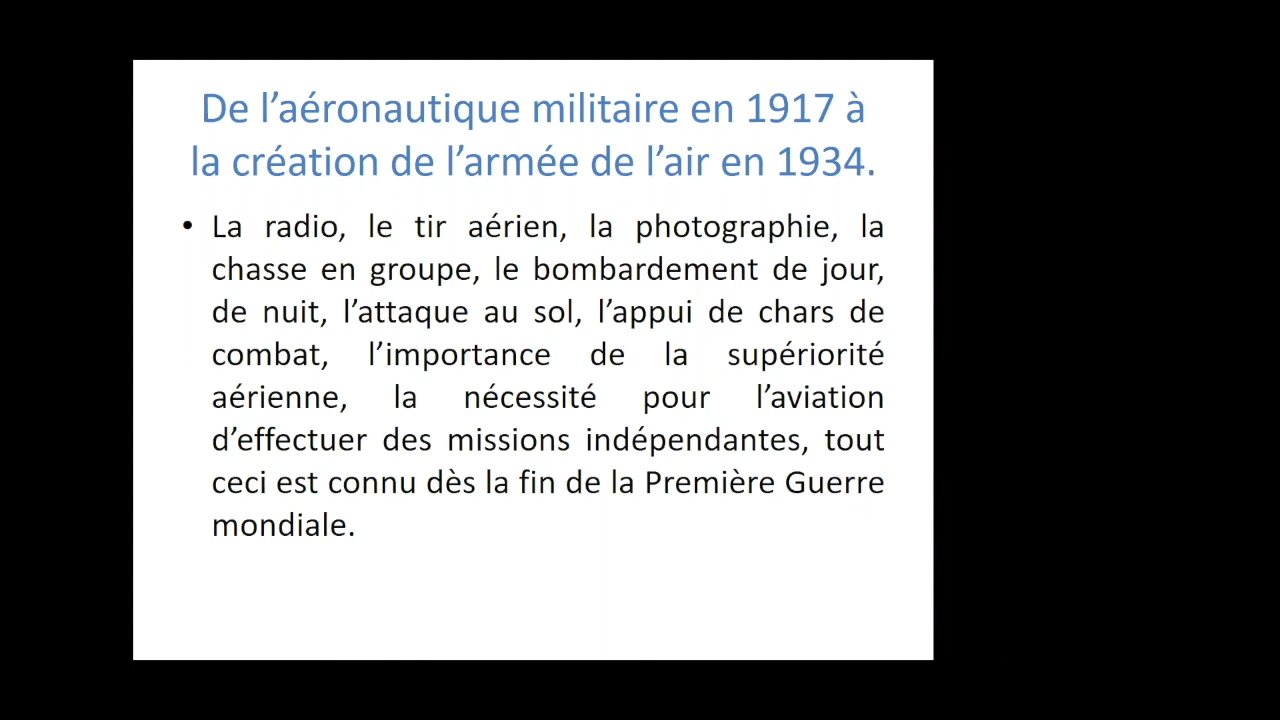 De l’aéronautique militaire en 1917 à
la création de l’armée de l’air en 1934.
• La radio, le tir aérien, la photographie, la
chasse en groupe, le bombardement de jour,
de nuit, l’attaque au sol, l’appui de chars de
combat, l’importance de la supériorité
aérienne, la nécessité pour l’aviation
d’effectuer des missions indépendantes, tout
ceci est connu dès la fin de la Première Guerre
mondiale.